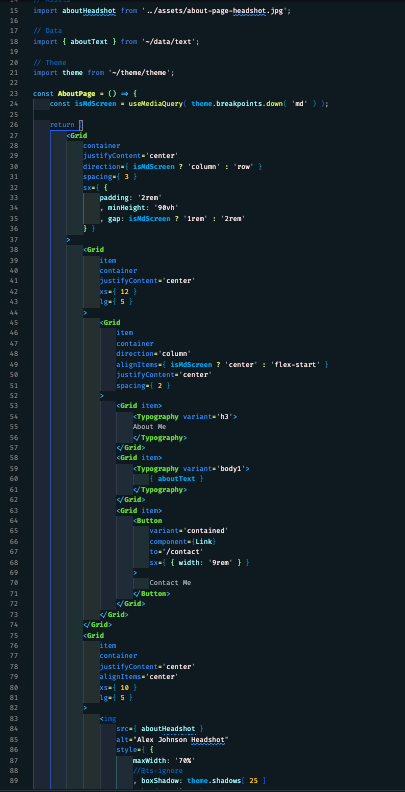 14 // Assets
15 import aboutHeadshot from '../assets/about-page-headshot.jpg';
16
17 // Data
18 import { aboutText } from '~/data/text';
19
20
21 // Theme
22 import theme from '~/theme/theme';
23
23 const AboutPage = () => {
24 const isMdScreen = useMediaQuery( theme.breakpoints.down( 'md' ) );
25
26 return (
27 <Grid
28 container
29 justifyContent='center'
30 direction={ isMdScreen ? 'column' : 'row' }
31 spacing={ 3 }
32 sx={ {
33 padding: '2rem'
34 , minHeight: '90vh'
35 , gap: isMdScreen ? '1rem' : '2rem'
36 } }
37 >
38 <Grid
39 item
40 container
41 justifyContent='center'
42 xs={ 12 }
43 lg={ 5 }
44 >
45 <Grid
46 item
47 container
48 direction='column'
49 alignItems={ isMdScreen ? 'center' : 'flex-start' }
50 justifyContent='center'
51 spacing={ 2 }
52 >
53 <Grid item>
54 <Typography variant='h3'>
55 About Me
56 </Typography>
57 </Grid>
58 <Grid item>
59 <Typography variant='body1'>
60 { aboutText }
61 </Typography>
62 </Grid>
63 <Grid item>
64 <Button
65 variant='contained'
66 component={Link}
67 to='/contact'
68 sx={ { width: '9rem' } }
69 >
70 Contact Me
71 </Button>
72 </Grid>
73 </Grid>
74 </Grid>
75 <Grid
76 item
77 container
78 justifyContent='center'
79 alignItems='center'
80 xs={ 10 }
81 lg={ 5 }
82 >
83 <img
84 src={ aboutHeadshot }
85 alt="Alex Johnson Headshot"
86 style={ {
87 maxWidth: '70%'
88 //@ts-ignore
89 , boxShadow: theme.shadows[ 25 ]